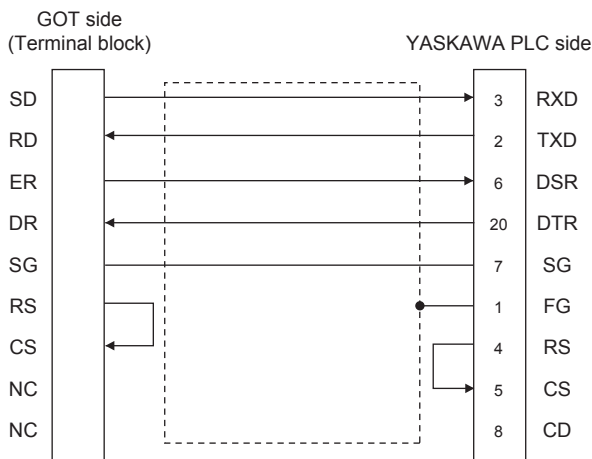 GOT side
(Terminal block)
YASKAWA PLC side
SD 3 RXD
RD 2 TXD
ER 6 DSR
DR 20 DTR
SG 7 SG
RS 1 FG
CS 4 RS
NC 5 CS
NC 8 CD